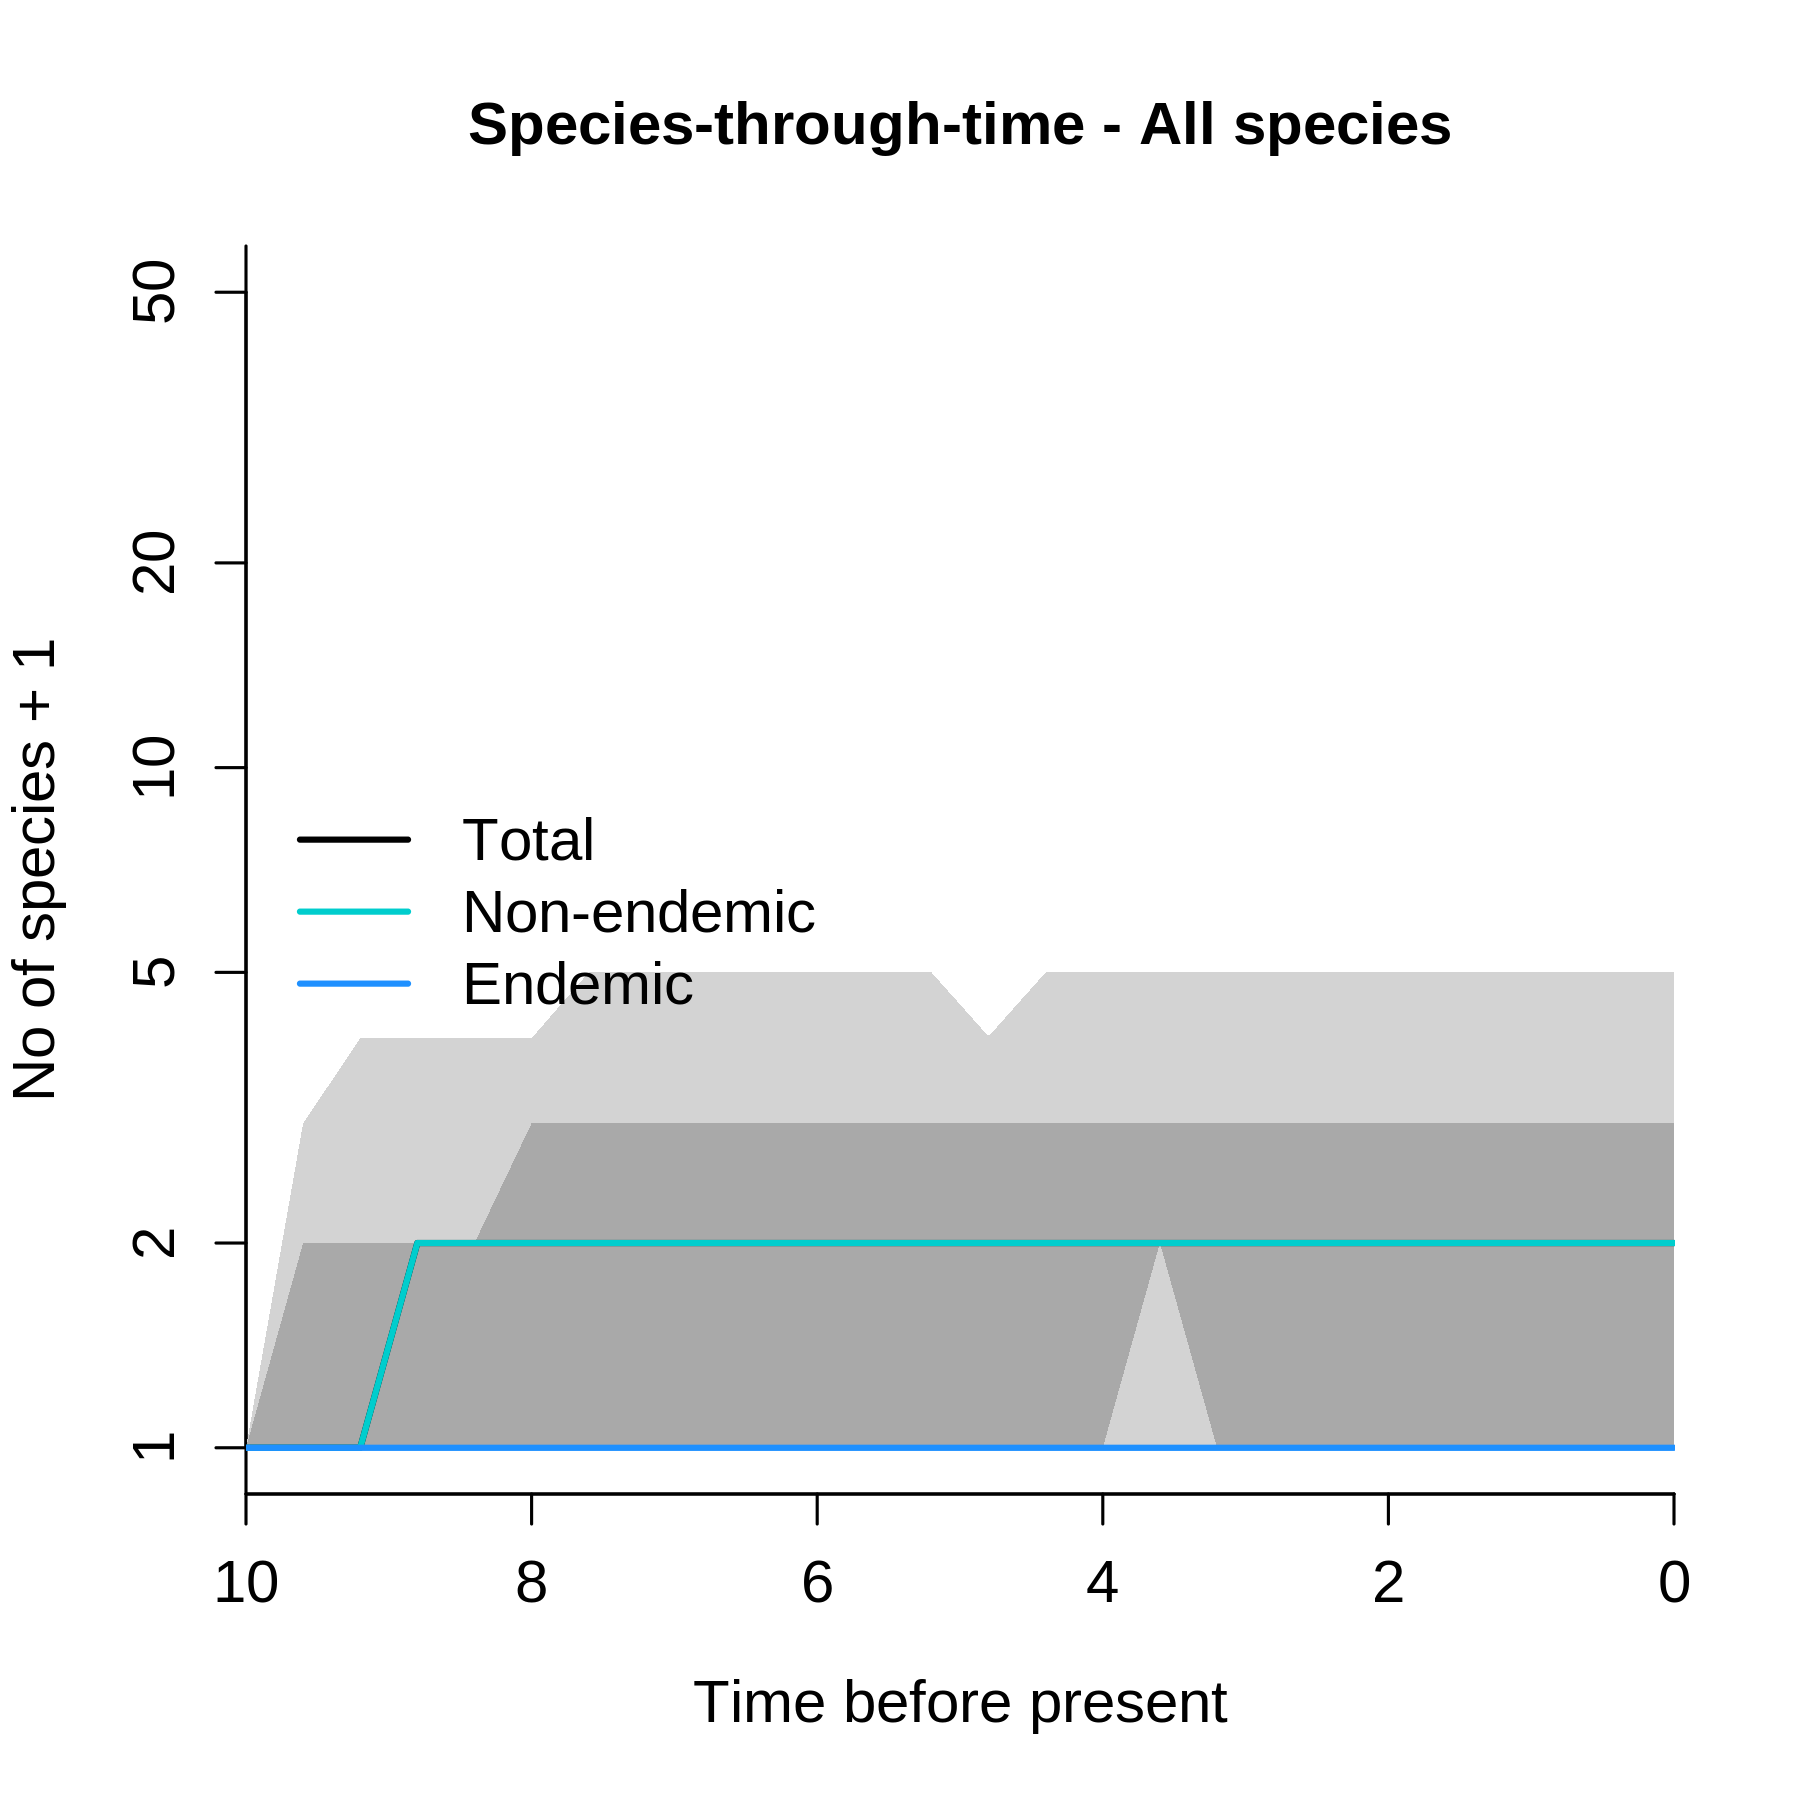 Species-through-time - All species
50
20
10
5
2
1
No of species + 1
Total
Non-endemic
Endemic
10 8 6 4 2 0
Time before present